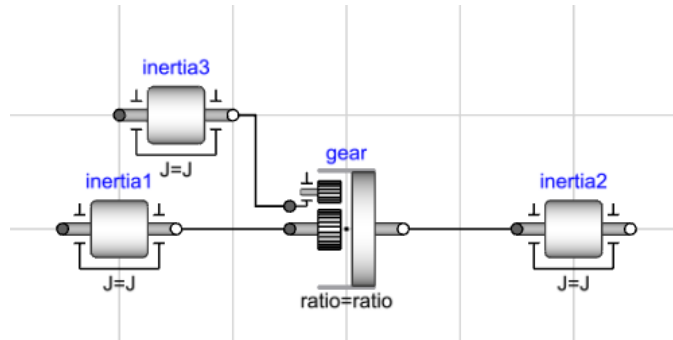 inertia3
J=J
gear
inertia1
inertia2
J=J
J=J
ratio=ratio